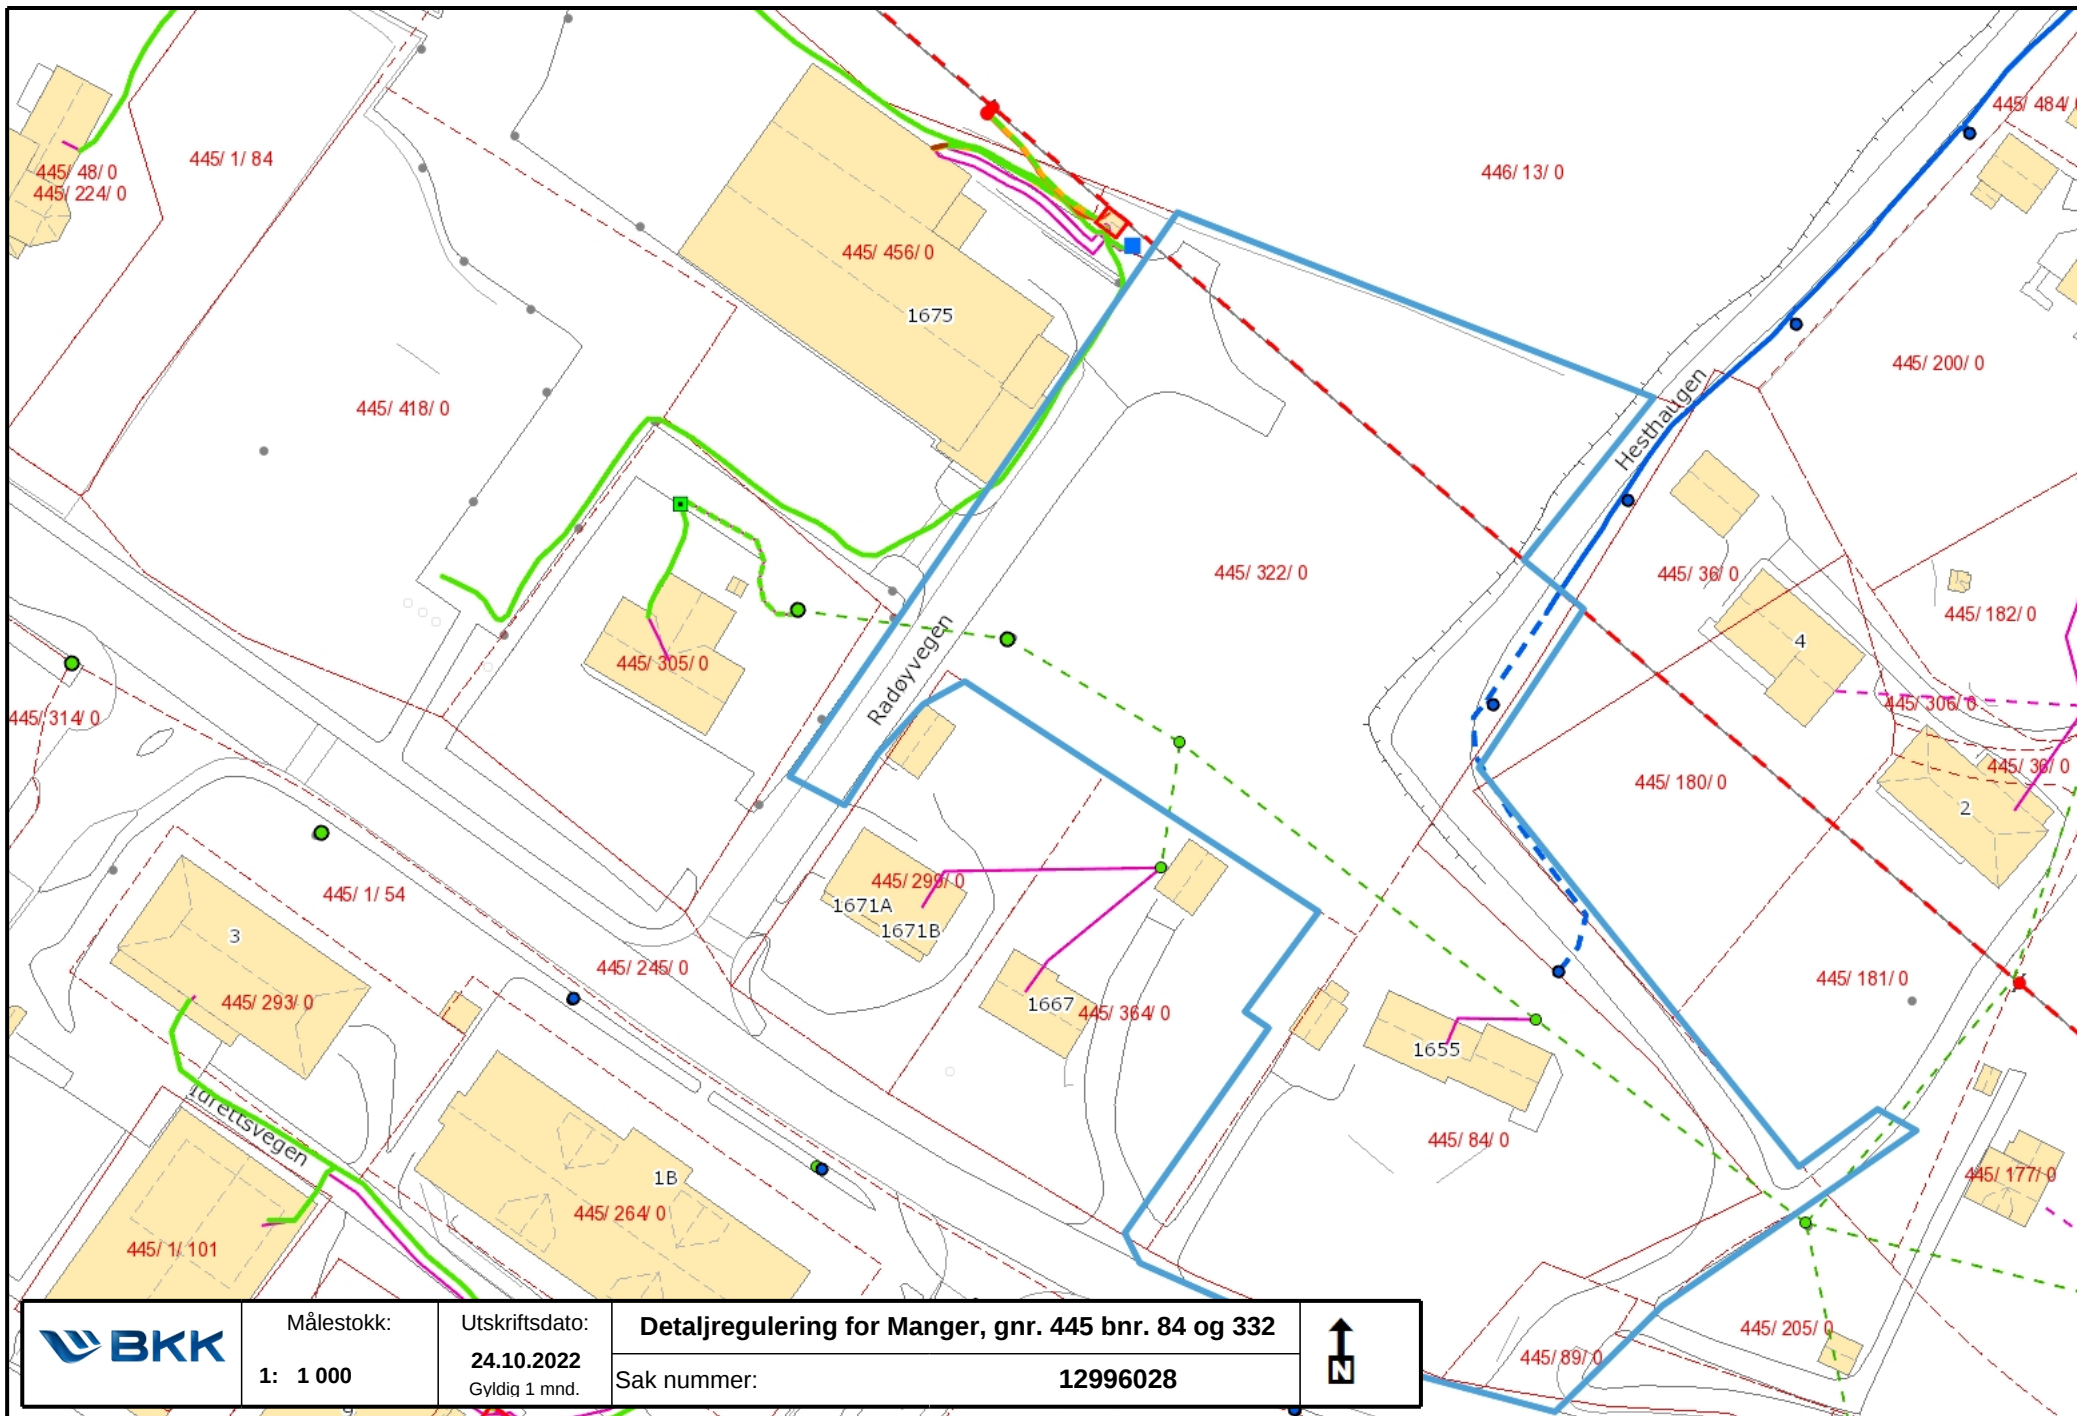 445/ 484/
445/ 1/ 84
445/ 48/ 0
445/ 224/ 0
446/ 13/ 0
445/ 456/ 0
1675
445/ 200/ 0
445/ 418/ 0
Hesthaugen
445/ 322/ 0
445/ 36/ 0
445/ 182/ 0
4
445/ 305/ 0
Radøyvegen
445/ 306/ 0
445/ 314/ 0
445/ 36/ 0
445/ 180/ 0
2
445/ 299/ 0
445/ 1/ 54
1671A
1671B
3
445/ 245/ 0
445/ 181/ 0
445/ 293/ 0
1667
445/ 364/ 0
1655
Idrettsvegen
445/ 84/ 0
1B
445/ 177/ 0
445/ 264/ 0
445/ 1/ 101
445/ 205/ 0
445/ 89/ 0
BKK
Målestokk:
1: 1 000
Utskriftsdato:
24.10.2022
Gyldig 1 mnd.
Detaljregulering for Manger, gnr. 445 bnr. 84 og 332
Sak nummer: 12996028
N